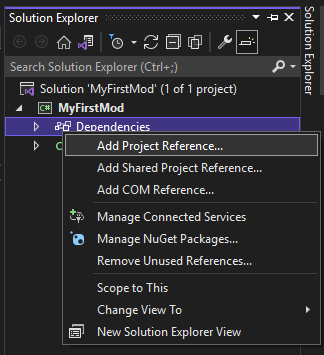 Solution Explorer
Search Solution Explorer (Ctrl+;)
Solution 'MyFirstMod' (1 of 1 project)
C# MyFirstMod
Dependencies
C
Add Project Reference...
Add Shared Project Reference...
Add COM Reference...
Manage Connected Services
Manage NuGet Packages...
Remove Unused References...
Scope to This
Change View To
New Solution Explorer View
Solution Explorer